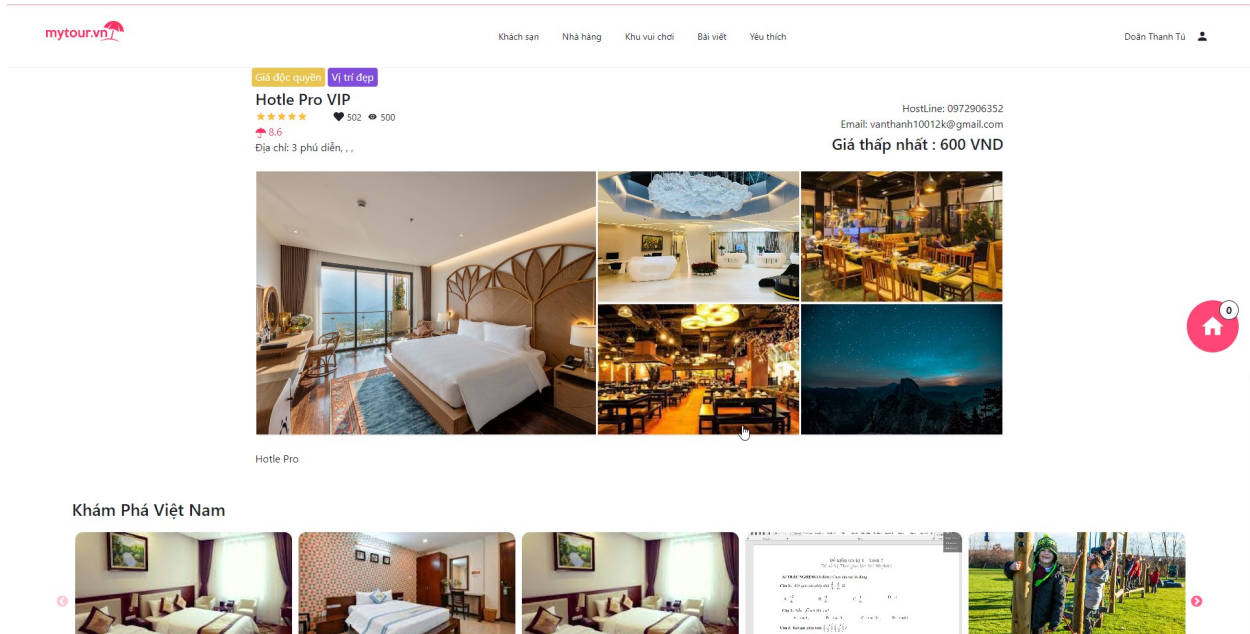 mytour.vn
Khách sạn Nhà hàng Khu vui chơi Bài viết Yêu thích
Doãn Thanh Tú
Giá độc quyền Vị trí đẹp
Hotle Pro VIP
502 500
8.6
Địa chỉ: 3 phú diễn, , ,
HostLine: 0972906352
Email: vanthanh10012k@gmail.com
Giá thấp nhất : 600 VND
0
Hotle Pro
Khám Phá Việt Nam